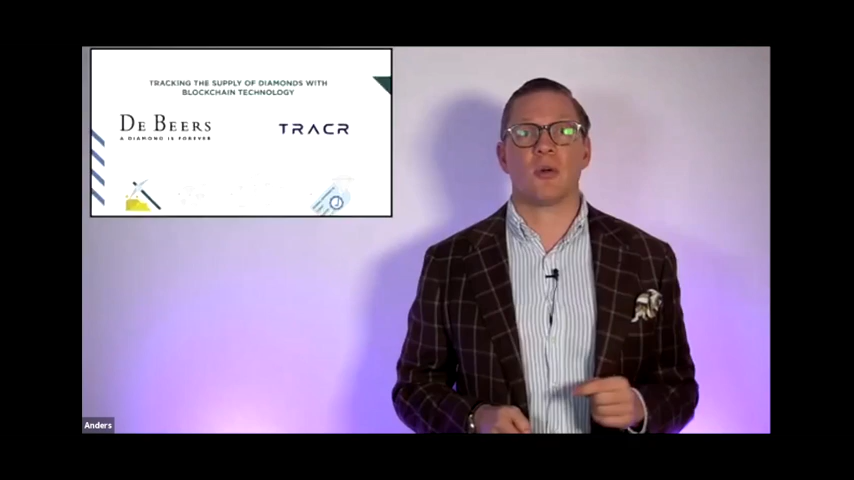 TRACKING THE SUPPLY OF DIAMONDS WITH
BLOCKCHAIN TECHNOLOGY
DE BEERS
A DIAMOND IS FOREVER
TRACR
Anders